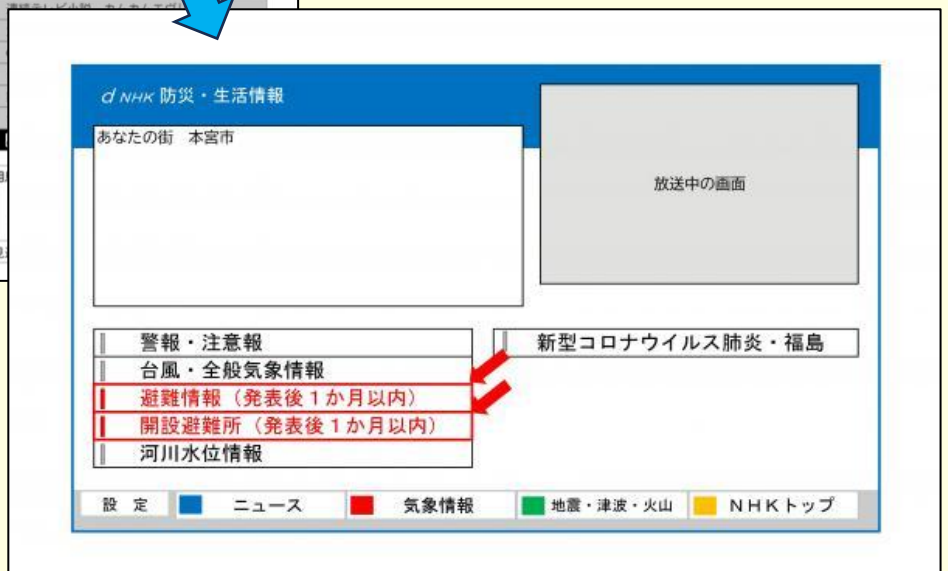 d NHK 防災・生活情報
あなたの街　本宮市
放送中の画面
警報・注意報
台風・全般気象情報
避難情報（発表後１か月以内）
開設避難所（発表後１か月以内）
河川水位情報
新型コロナウイルス肺炎・福島
設　定
ニュース
気象情報
地震・津波・火山
ＮＨＫトップ